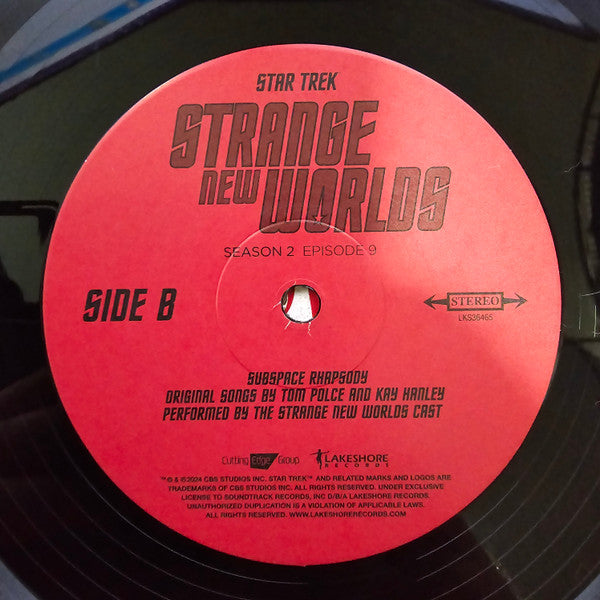 STAR TREK
STRANGE
NEW WORLDS
SEASON 2 EPISODE 9
SIDE B
STEREO
LKS36465
SUBSPACE RHAPSODY
ORIGINAL SONGS BY TOM POLCE AND KAY HANLEY
PERFORMED BY THE STRANGE NEW WORLDS CAST
Cutting Edge Group
LAKESHORE
RECORDS
™ & ©2024 CBS STUDIOS INC. STAR TREK™ AND RELATED MARKS AND LOGOS ARE
TRADEMARKS OF CBS STUDIOS INC. ALL RIGHTS RESERVED. UNDER EXCLUSIVE
LICENSE TO SOUNDTRACK RECORDS, INC D/B/A LAKESHORE RECORDS.
UNAUTHORIZED DUPLICATION IS A VIOLATION OF APPLICABLE LAWS.
ALL RIGHTS RESERVED. WWW.LAKESHORERECORDS.COM